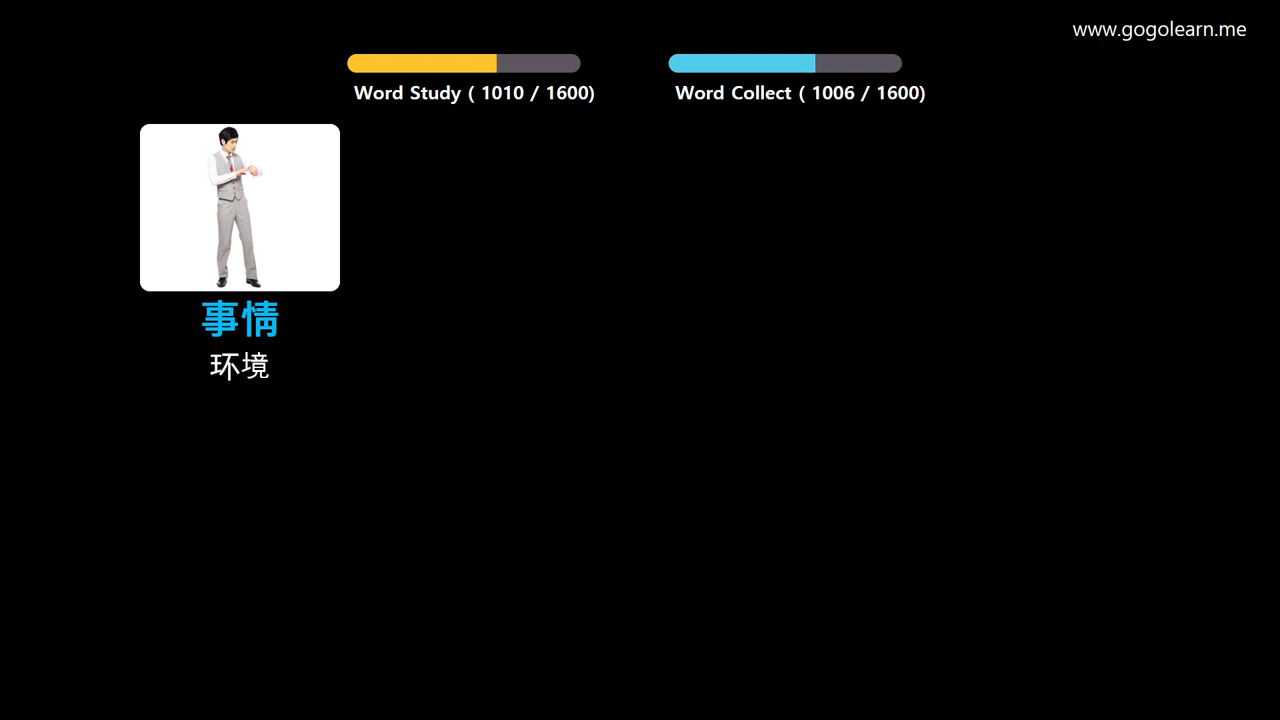 www.gogolearn.me
Word Study ( 1010 / 1600)
Word Collect ( 1006 / 1600)
事情
环境